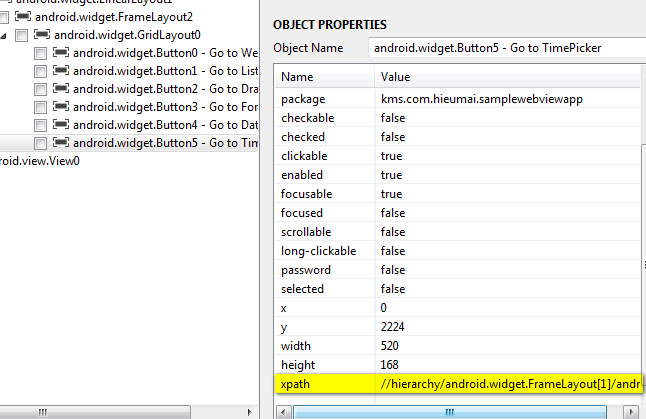 android.widget.LinearLayout1
android.widget.FrameLayout2
android.widget.GridLayout0
android.widget.Button0 - Go to We
android.widget.Button1 - Go to List
android.widget.Button2 - Go to Dra
android.widget.Button3 - Go to For
android.widget.Button4 - Go to Dat
android.widget.Button5 - Go to Tim
roid.view.View0
OBJECT PROPERTIES
Object Name android.widget.Button5 - Go to TimePicker
Name Value
package kms.com.hieumai.samplewebviewapp
checkable false
checked false
clickable true
enabled true
focusable true
focused false
scrollable false
long-clickable false
password false
selected false
x 0
y 2224
width 520
height 168
xpath //hierarchy/android.widget.FrameLayout[1]/andr